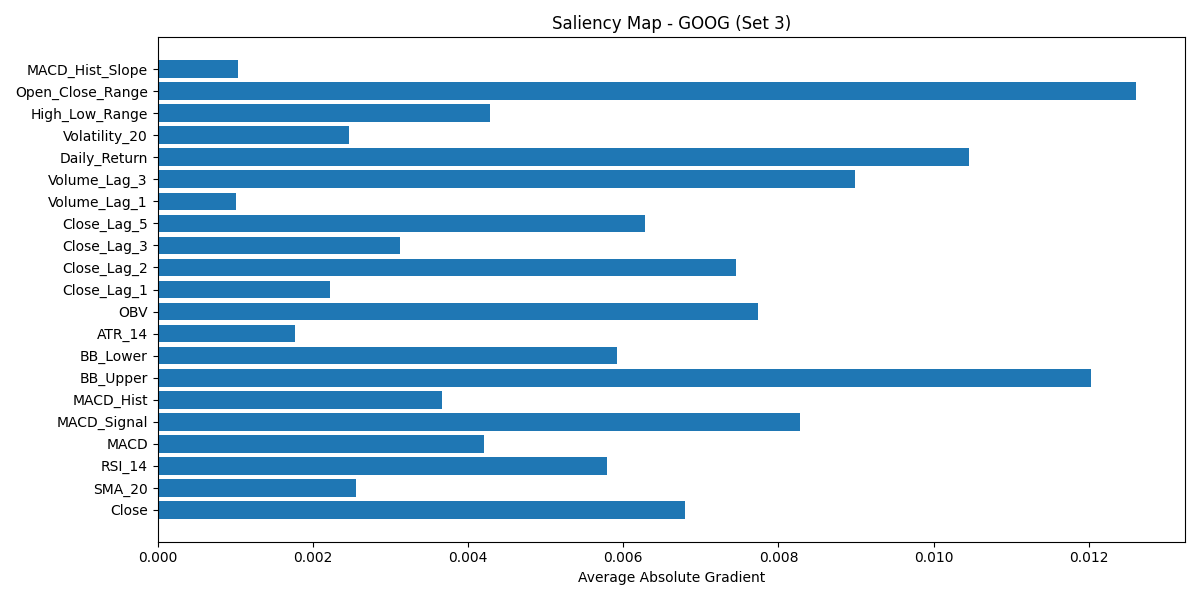 Saliency Map - GOOG (Set 3)
MACD_Hist_Slope
Open_Close_Range
High_Low_Range
Volatility_20
Daily_Return
Volume_Lag_3
Volume_Lag_1
Close_Lag_5
Close_Lag_3
Close_Lag_2
Close_Lag_1
OBV
ATR_14
BB_Lower
BB_Upper
MACD_Hist
MACD_Signal
MACD
RSI_14
SMA_20
Close
0.000 0.002 0.004 0.006 0.008 0.010 0.012
Average Absolute Gradient